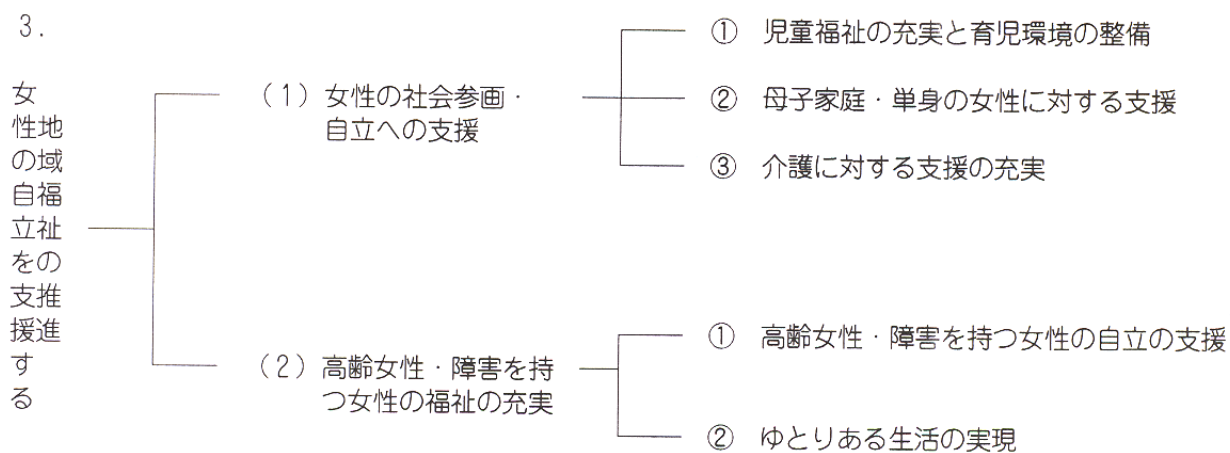 3.
女性の自立を支援する
地域福祉の推進
(1) 女性の社会参画・
自立への支援
① 児童福祉の充実と育児環境の整備
② 母子家庭・単身の女性に対する支援
③ 介護に対する支援の充実
(2) 高齢女性・障害を持
つ女性の福祉の充実
① 高齢女性・障害を持つ女性の自立の支援
② ゆとりある生活の実現